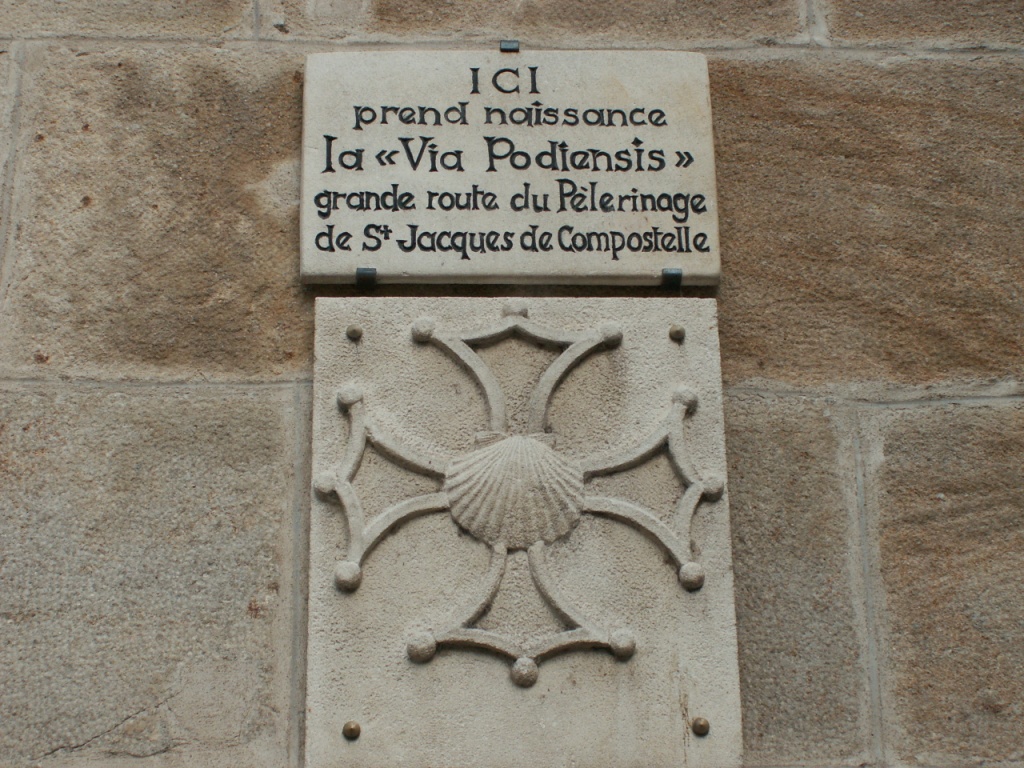 ICI
prend naissance
la «Via Podiensis»
grande route du Pèlerinage
de St Jacques de Compostelle